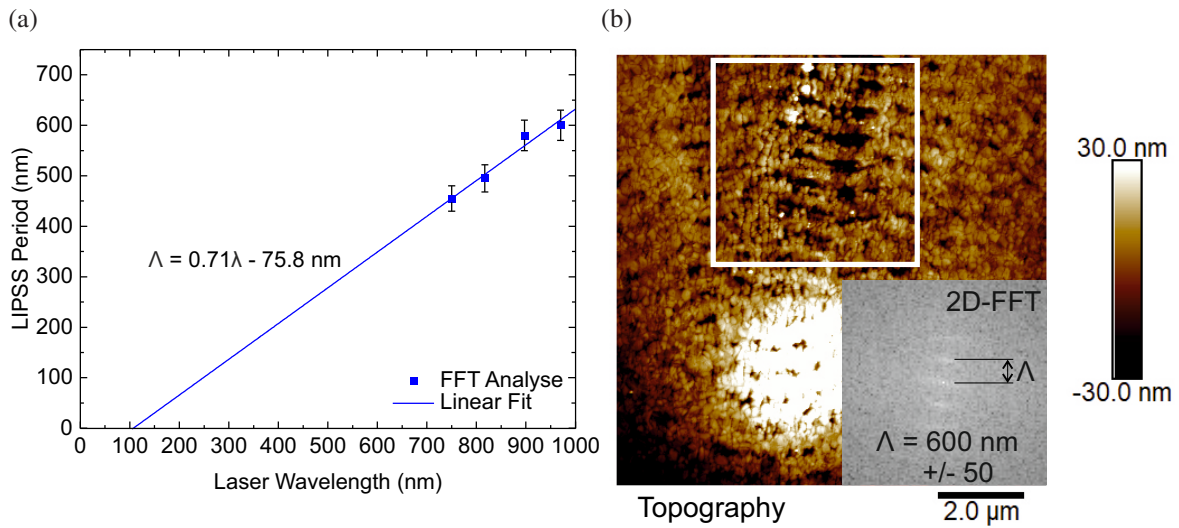 (a)
700
600
500
400
300
200
100
0
LIPSS Period (nm)
Λ = 0.71λ - 75.8 nm
FFT Analyse
Linear Fit
0 100 200 300 400 500 600 700 800 900 1000
Laser Wavelength (nm)
(b)
2D-FFT
Λ
Λ = 600 nm
+/- 50
Topography
2.0 µm
30.0 nm
-30.0 nm